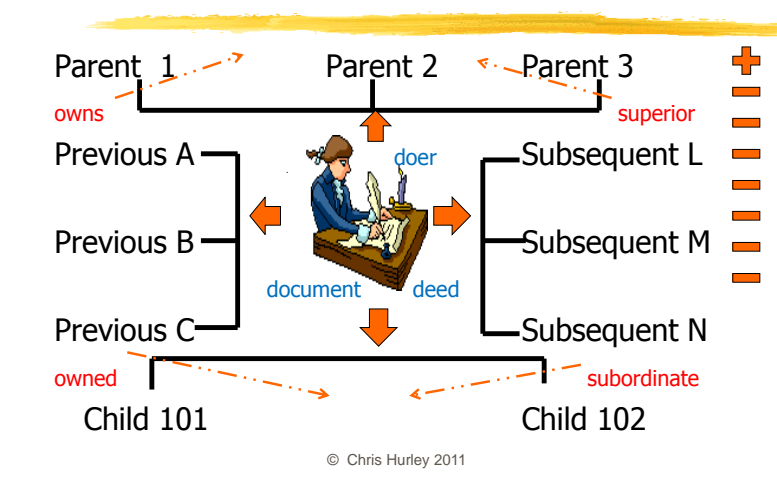 Parent 1 Parent 2 Parent 3
owns superior
Previous A doer Subsequent L
Previous B Subsequent M
document deed
Previous C Subsequent N
owned subordinate
Child 101 Child 102
© Chris Hurley 2011